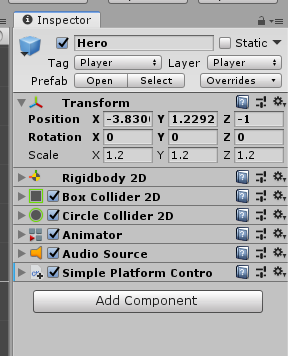 Inspector
Hero Static
Tag Player Layer Player
Prefab Open Select Overrides
Transform
Position X -3.830 Y 1.2292 Z -1
Rotation X 0 Y 0 Z 0
Scale X 1.2 Y 1.2 Z 1.2
Rigidbody 2D
Box Collider 2D
Circle Collider 2D
Animator
Audio Source
Simple Platform Contro
Add Component